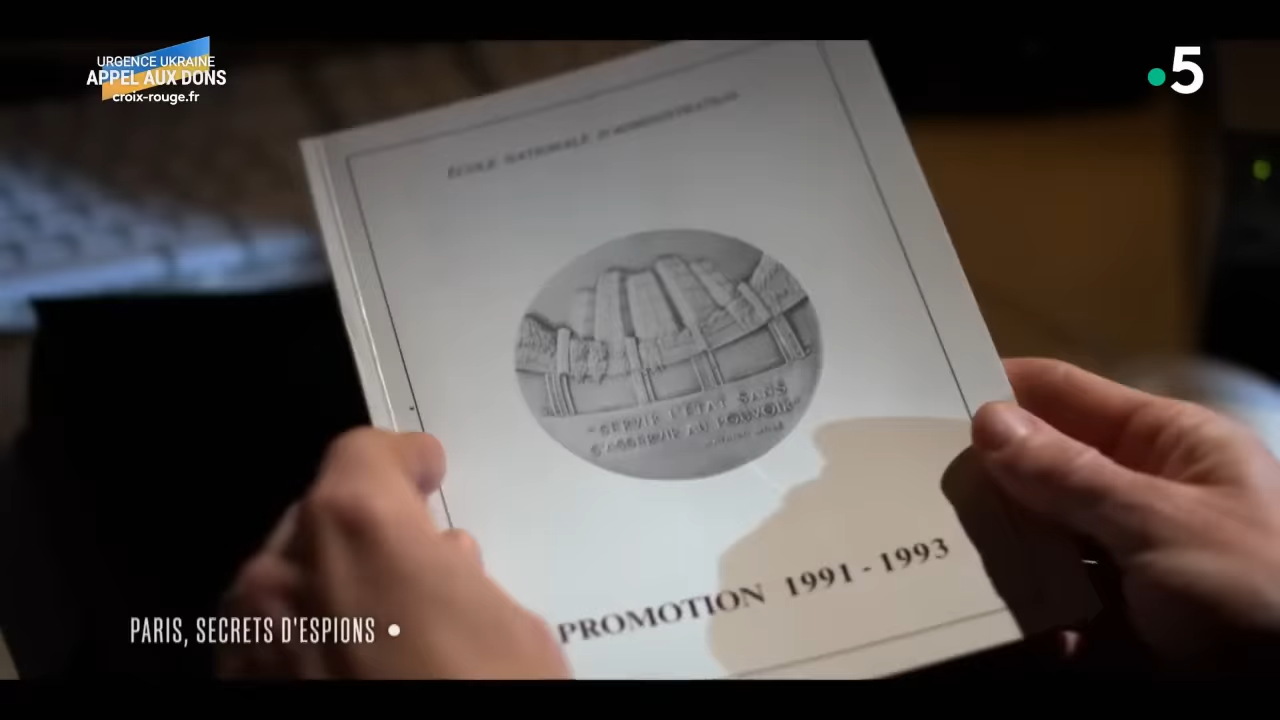 URGENCE UKRAINE
APPEL AUX DONS
croix-rouge.fr
5
ÉCOLE NATIONALE D'ADMINISTRATION
"SERVIR L'ÉTAT SANS
S'ASSERVIR AU POUVOIR"
PROMOTION 1991 - 1993
PARIS, SECRETS D'ESPIONS